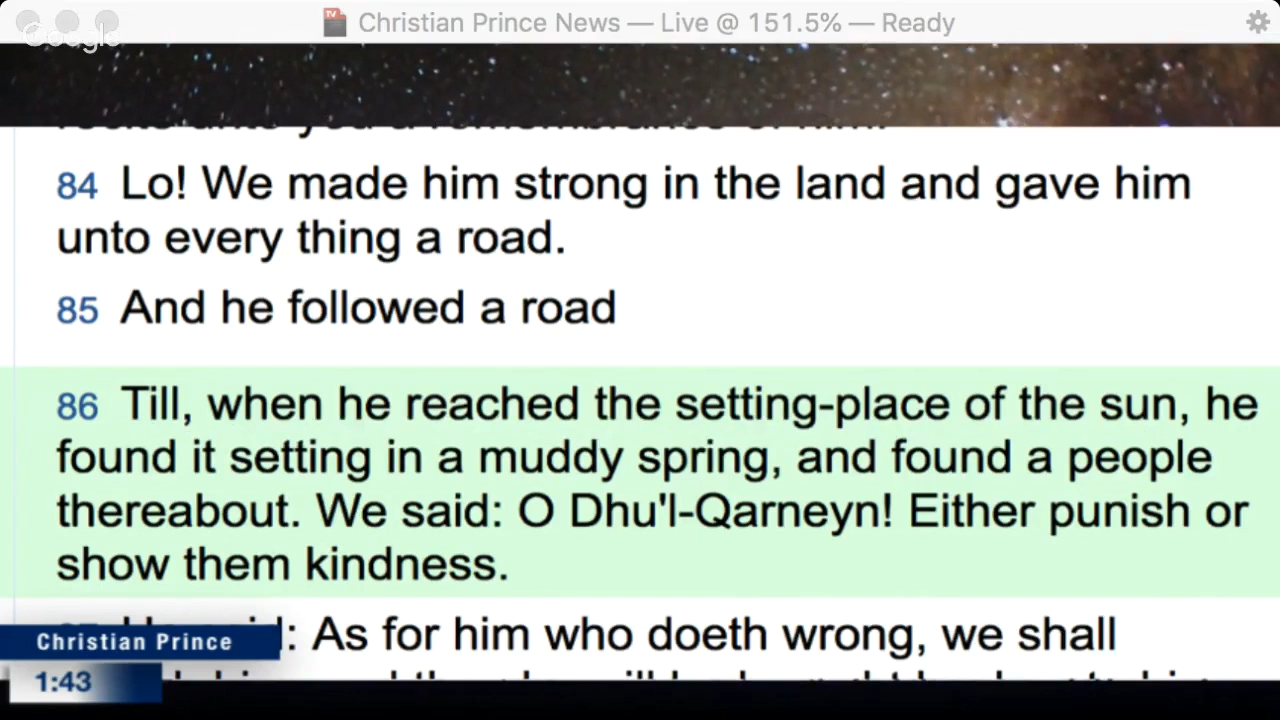 Christian Prince News — Live @ 151.5% — Ready
Google
84 Lo! We made him strong in the land and gave him
unto every thing a road.
85 And he followed a road
86 Till, when he reached the setting-place of the sun, he
found it setting in a muddy spring, and found a people
thereabout. We said: O Dhu'l-Qarneyn! Either punish or
show them kindness.
: As for him who doeth wrong, we shall
Christian Prince
1:43